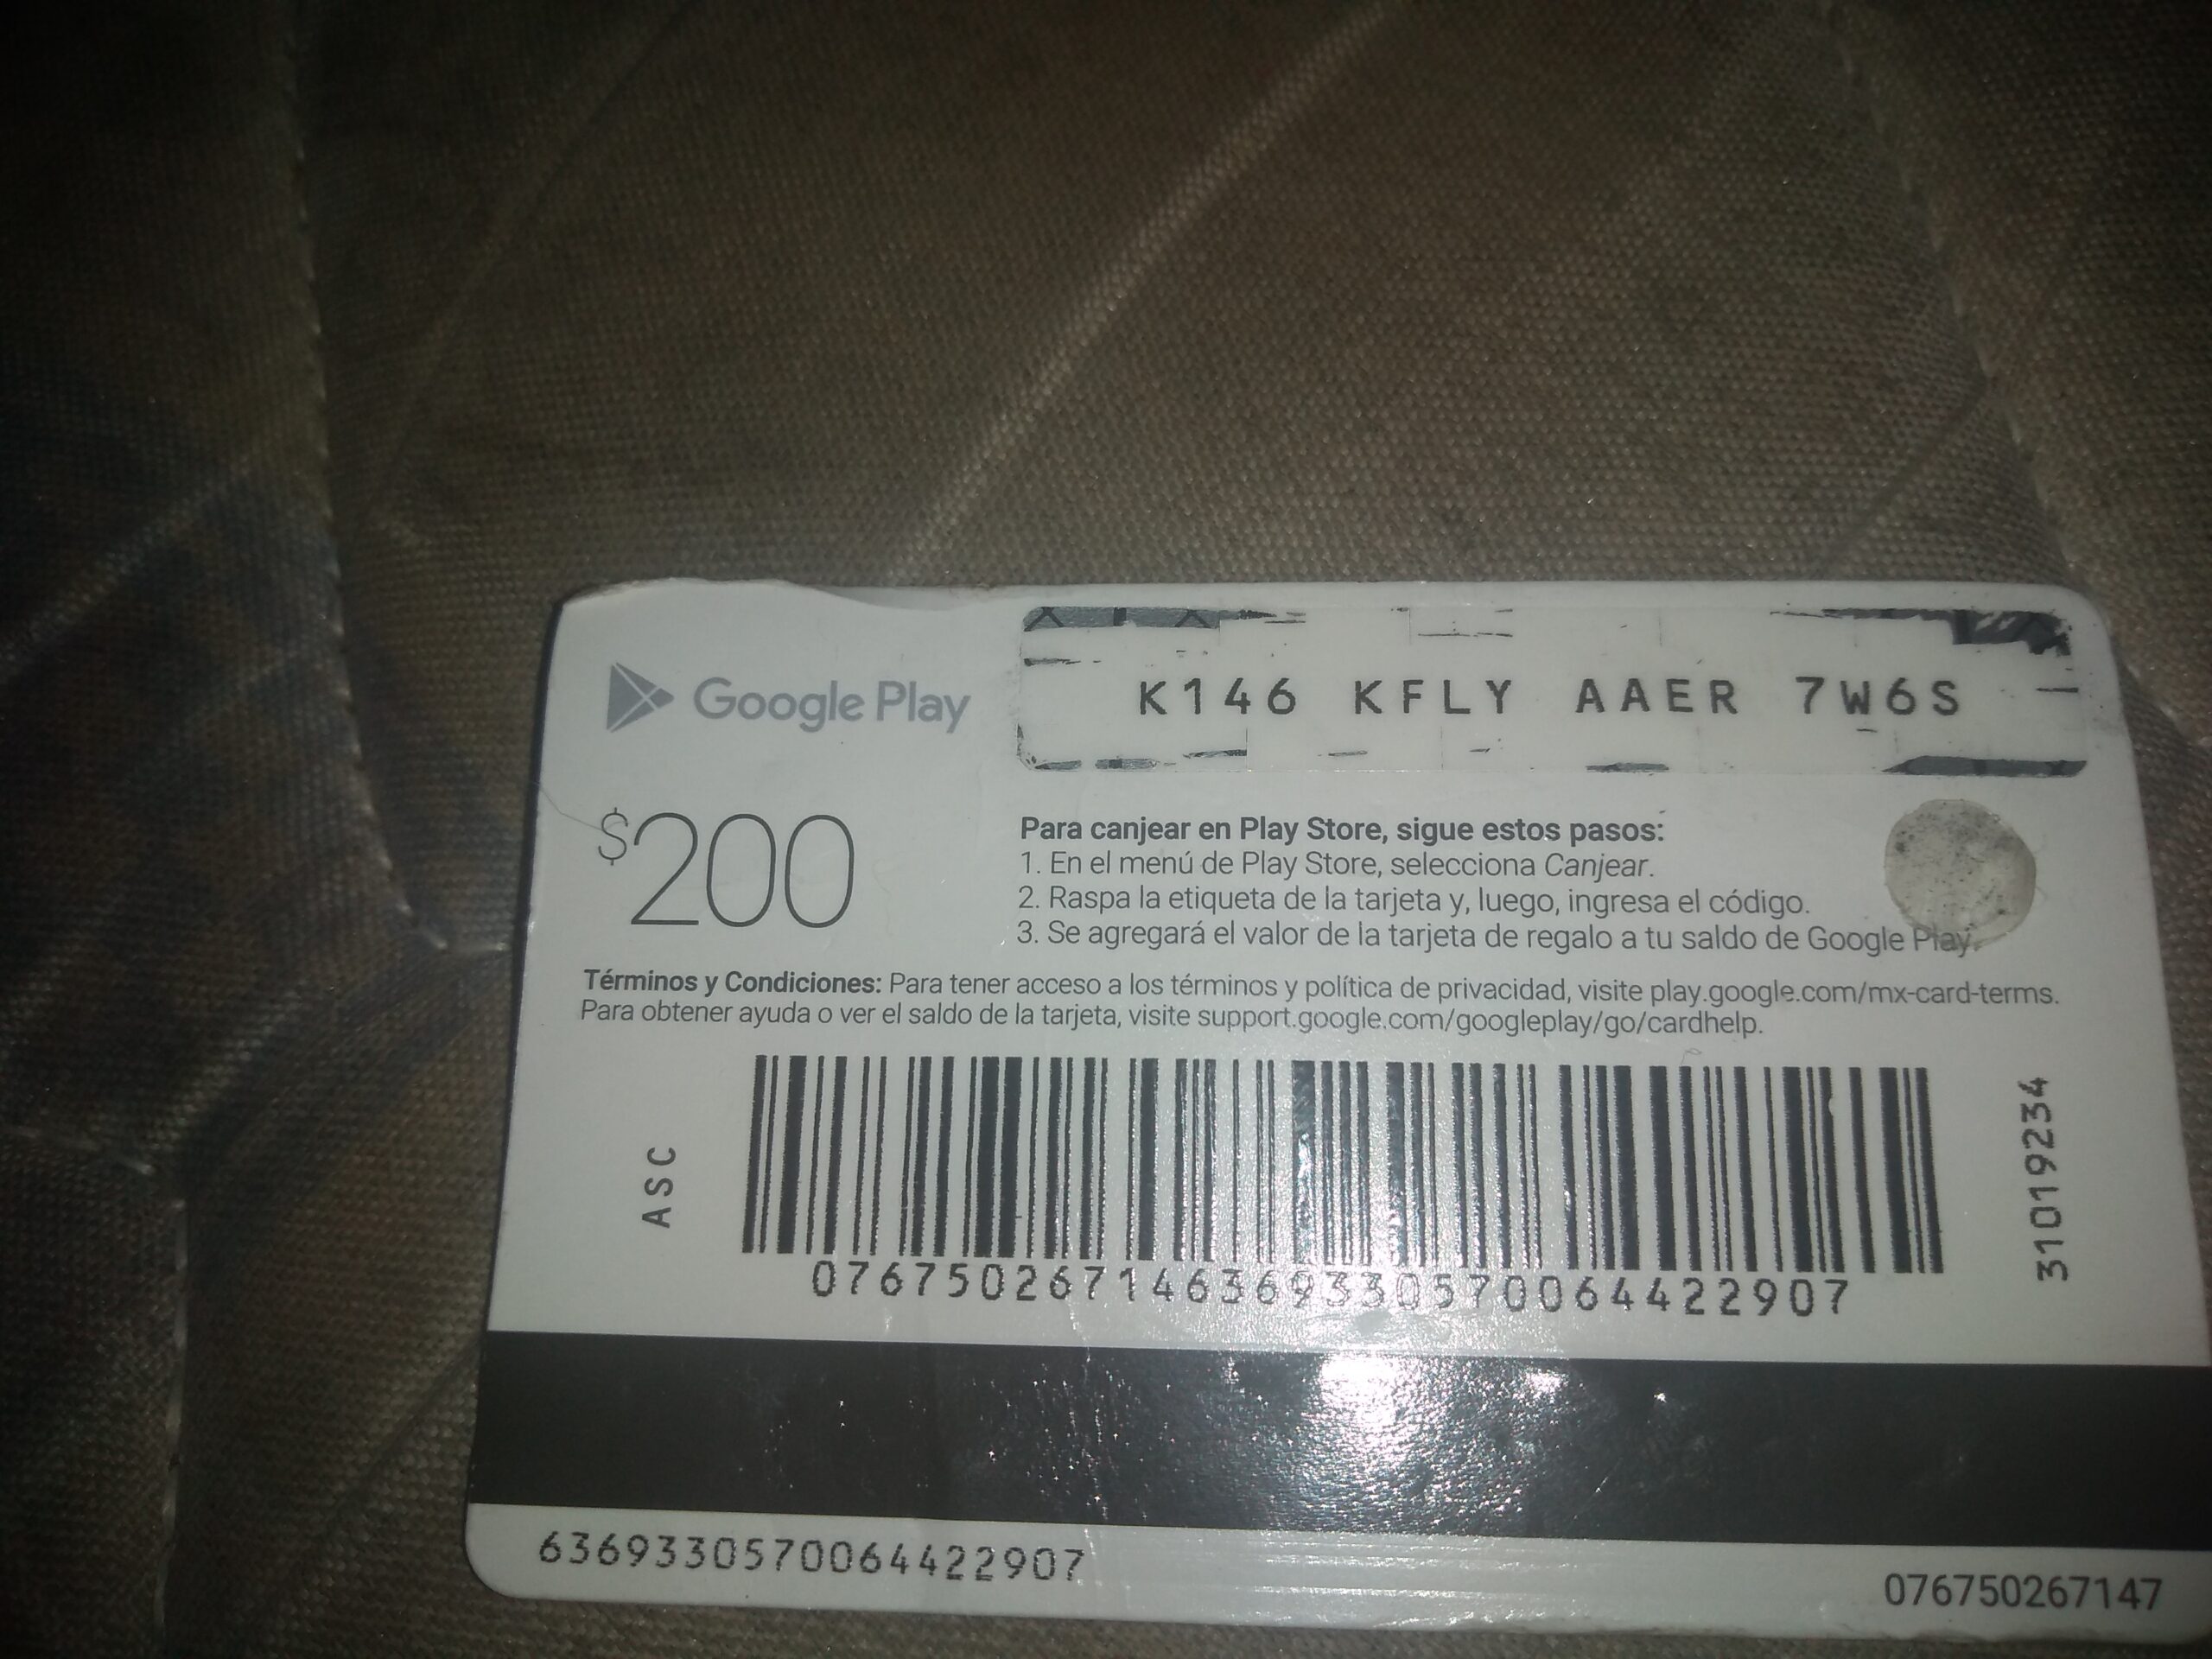 Google Play
K146 KFLY AAER 7W6S
$200
Para canjear en Play Store, sigue estos pasos:
1. En el menú de Play Store, selecciona Canjear.
2. Raspa la etiqueta de la tarjeta y, luego, ingresa el código.
3. Se agregará el valor de la tarjeta de regalo a tu saldo de Google Play.
Términos y Condiciones: Para tener acceso a los términos y política de privacidad, visite play.google.com/mx-card-terms.
Para obtener ayuda o ver el saldo de la tarjeta, visite support.google.com/googleplay/go/cardhelp.
ASC
31019234
076750267146369330570064422907
6369330570064422907
076750267147